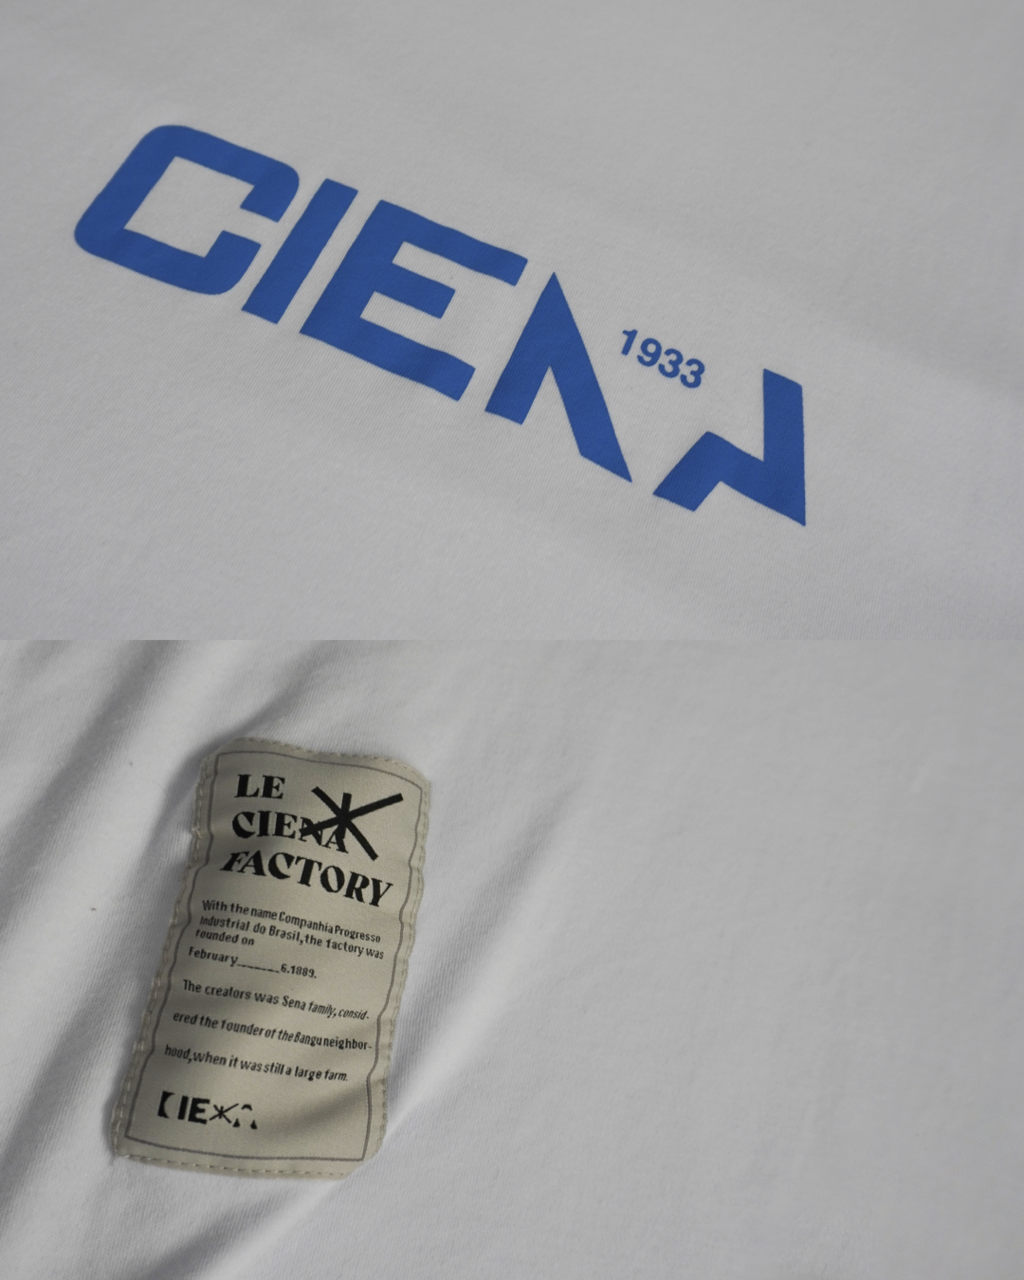 CIENA
1933
LE
CIENA
FACTORY
With the name Companhia Progresso
Industrial do Brasil, the factory was
founded on
February_______6.1889.
The creators was Sena family, consid-
ered the founder of the Bangu neighbor-
hood, when it was still a large farm.
CIENA